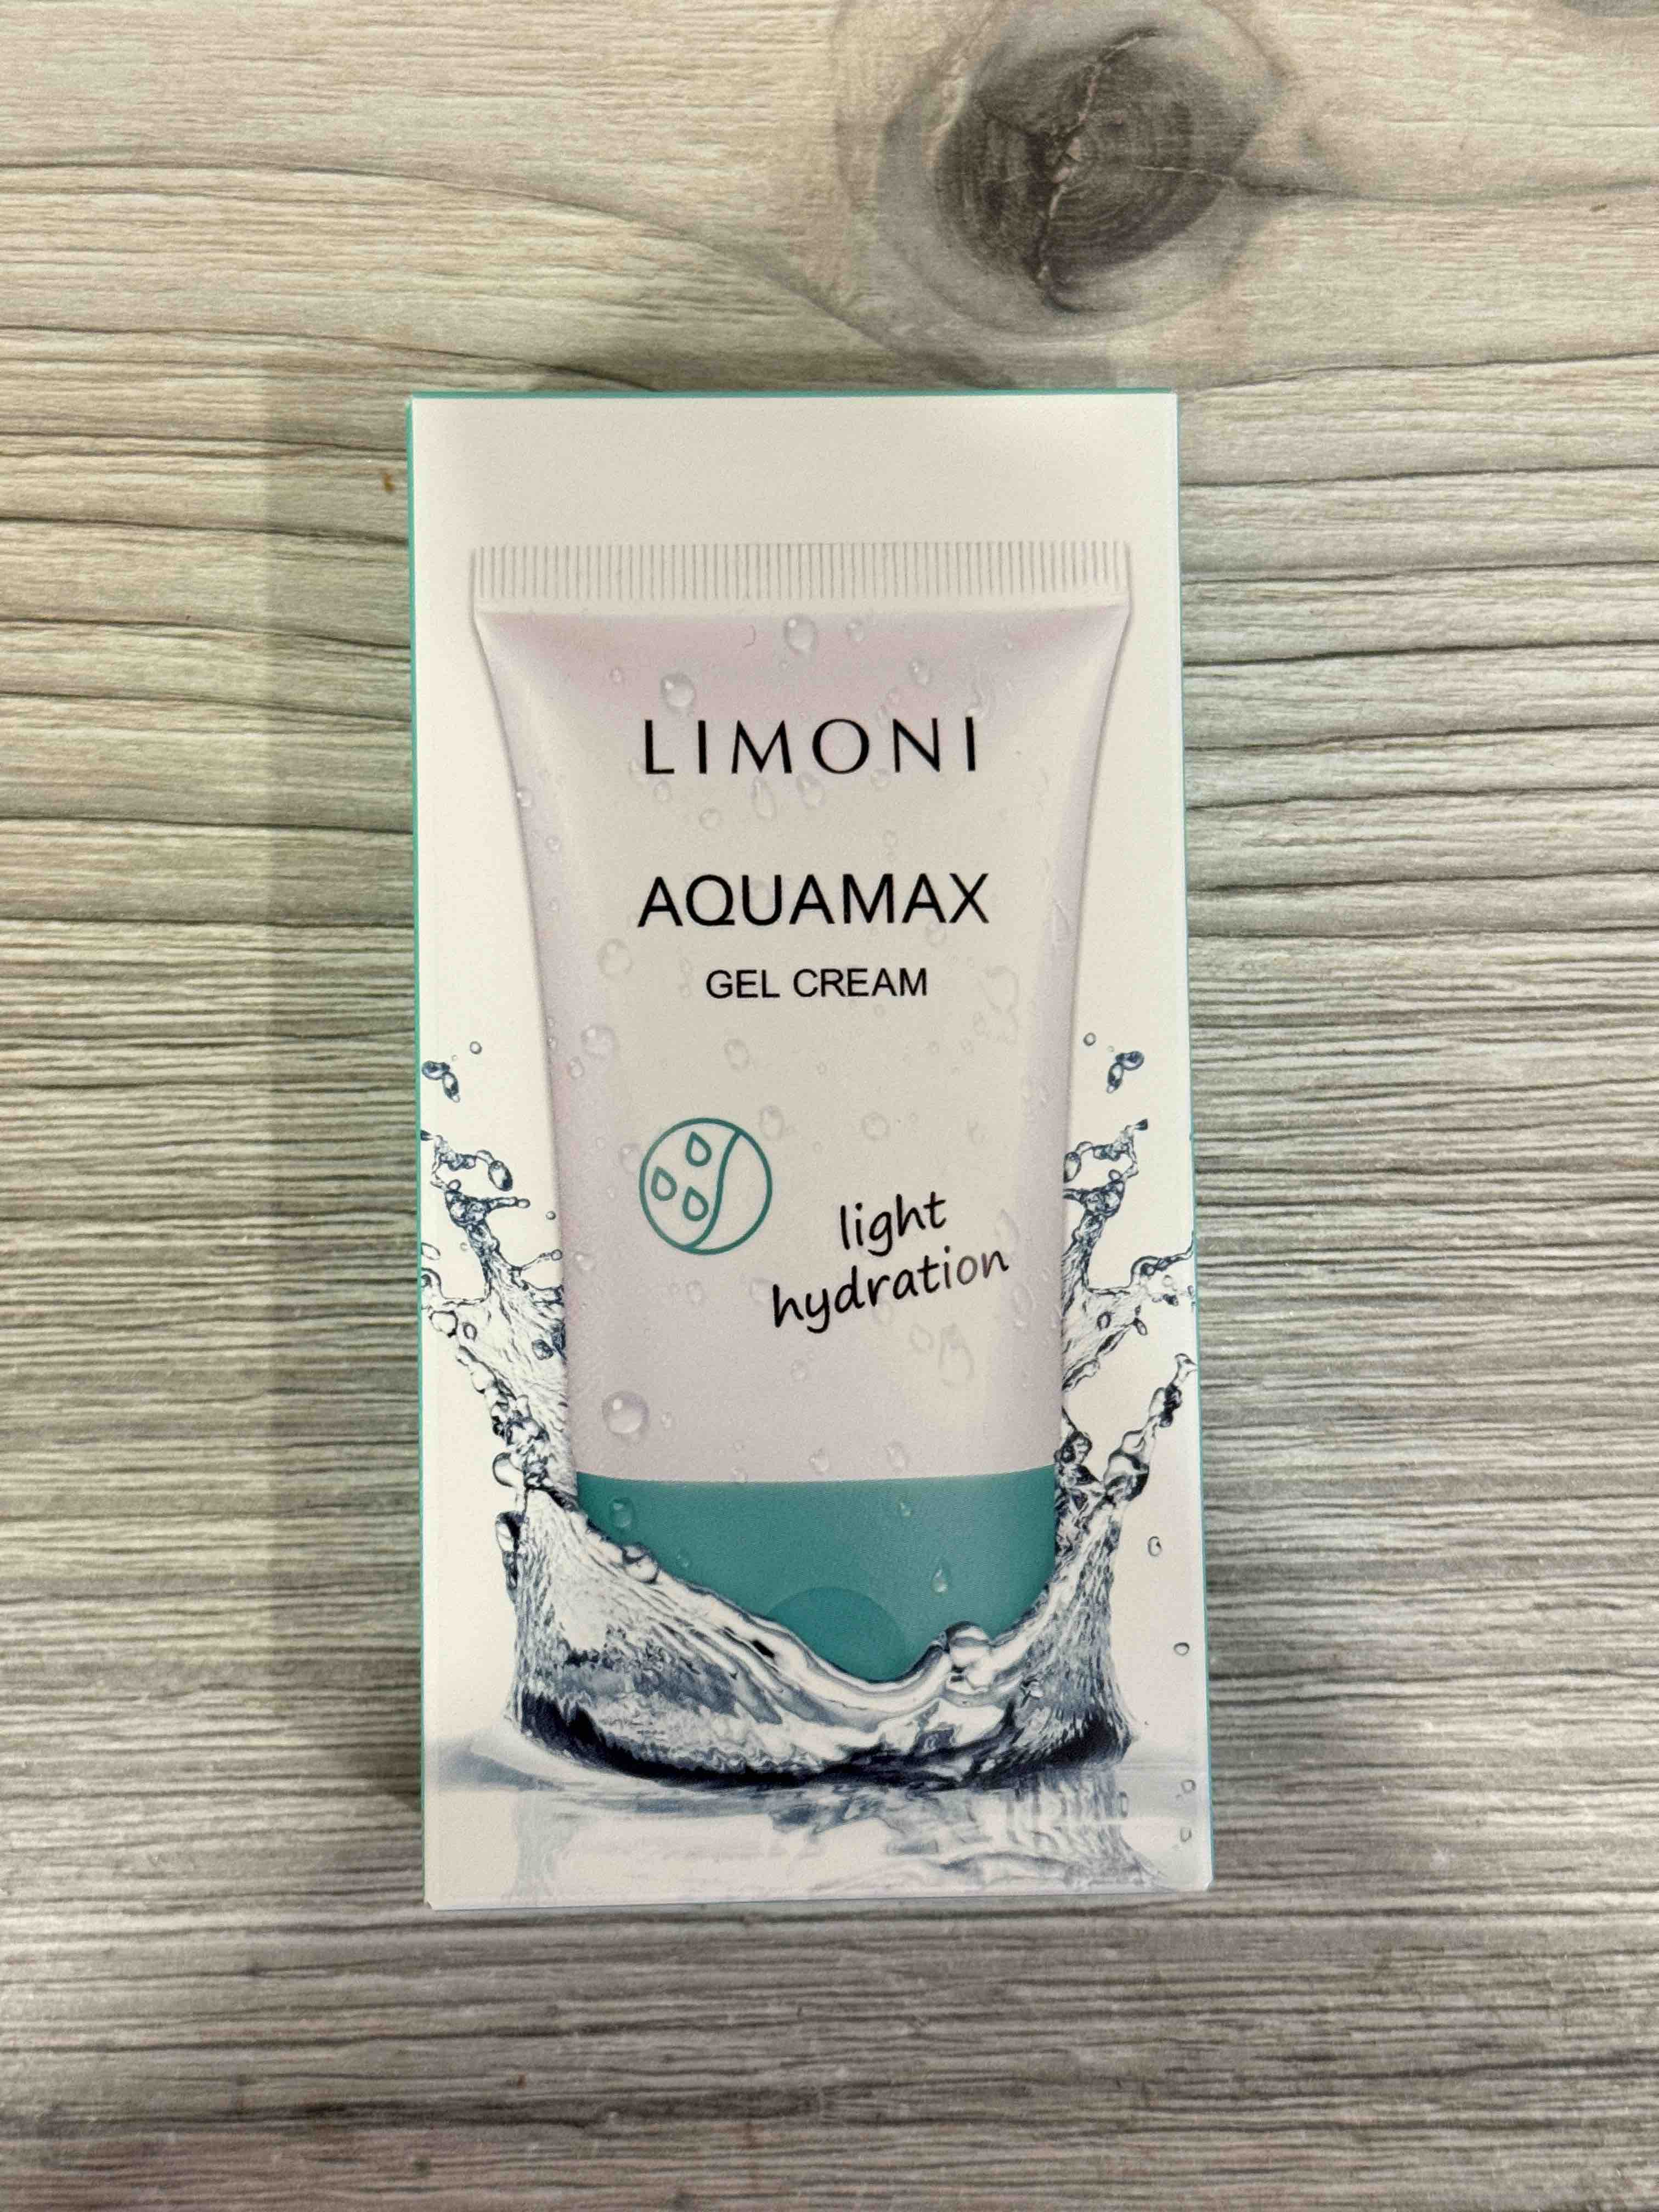 LIMONI
AQUAMAX
GEL CREAM
light
hydration